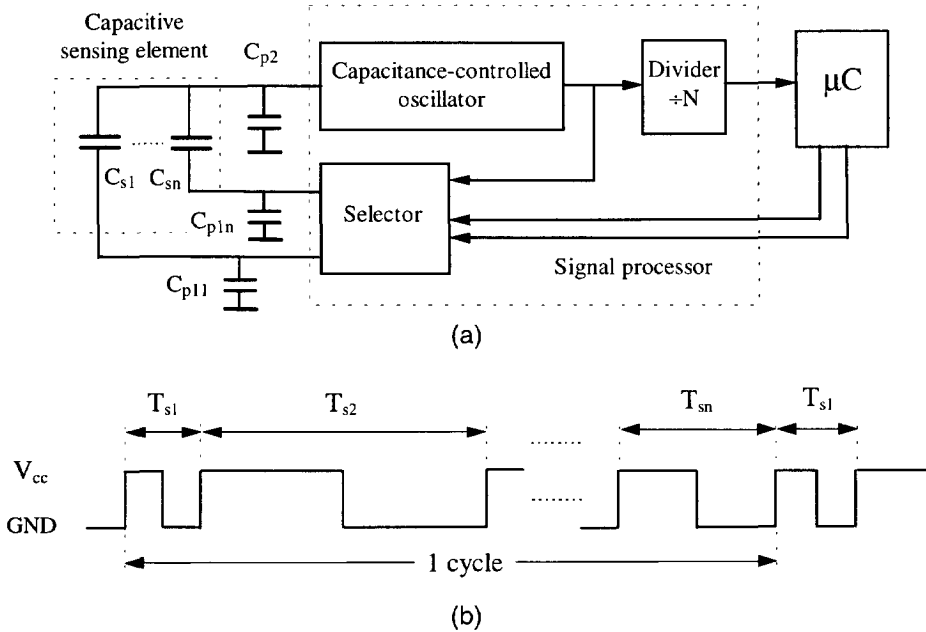 Capacitive
sensing element
C_p2
Capacitance-controlled
oscillator
Divider
÷N
μC
C_s1 ...... C_sn
C_p1n
Selector
C_p11
Signal processor
(a)
T_s1
T_s2
T_sn
T_s1
V_cc
GND
1 cycle
(b)